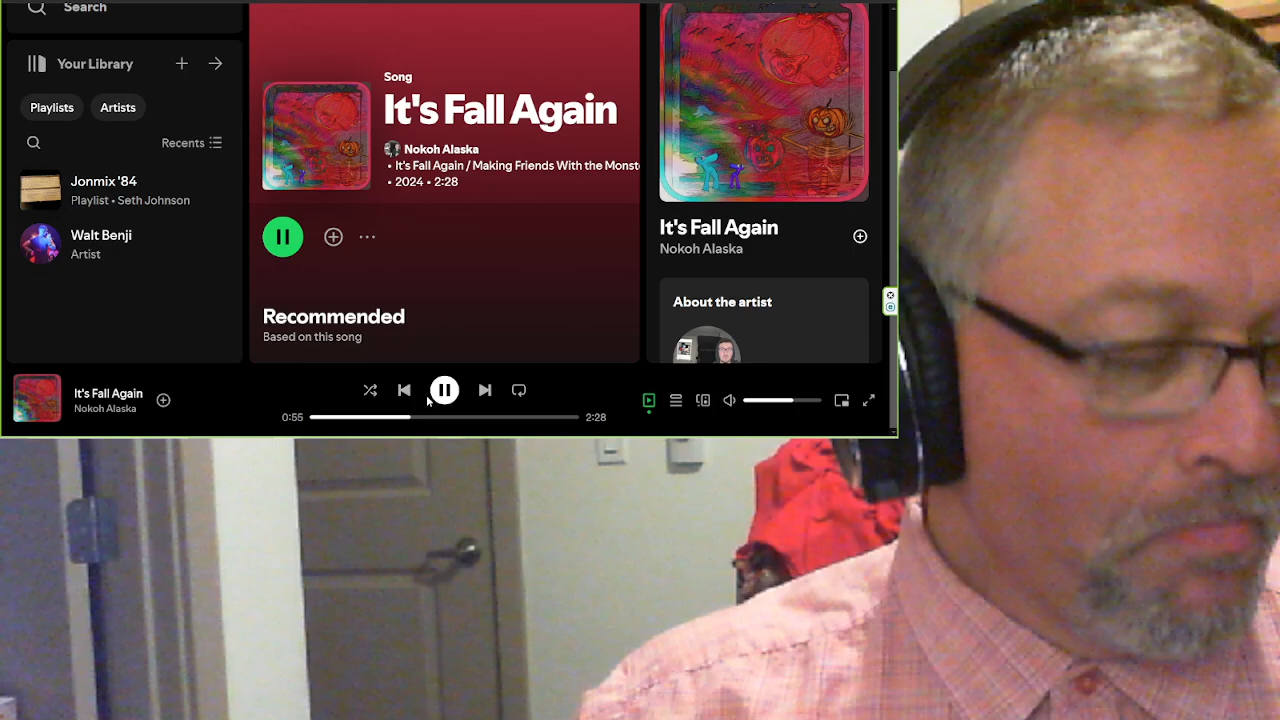 Search
Your Library
Playlists
Artists
Recents
Jonmix '84
Playlist • Seth Johnson
Walt Benji
Artist
Song
It's Fall Again
Nokoh Alaska
• It's Fall Again / Making Friends With the Monst
• 2024 • 2:28
Recommended
Based on this song
It's Fall Again
Nokoh Alaska
About the artist
It's Fall Again
Nokoh Alaska
0:55
2:28